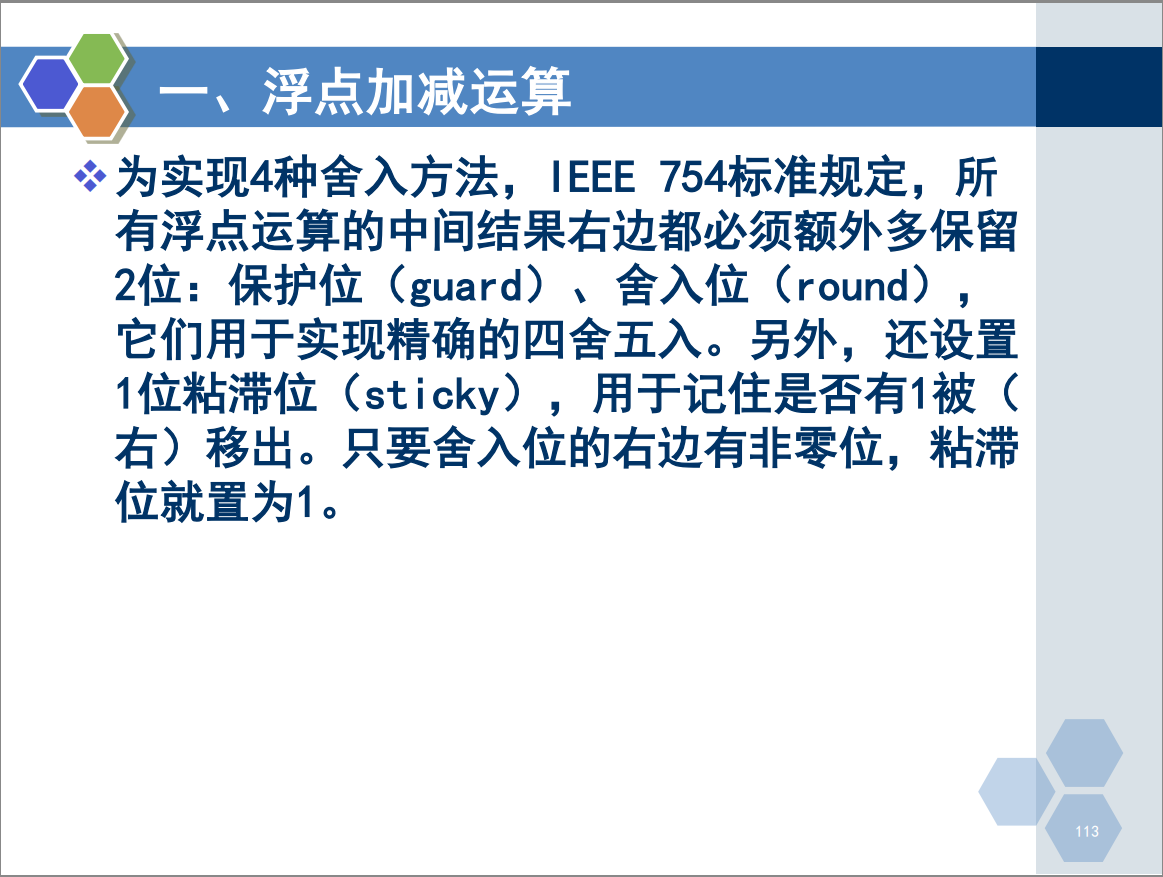 一、浮点加减运算
为实现4种舍入方法，IEEE 754标准规定，所
有浮点运算的中间结果右边都必须额外多保留
2位：保护位（guard）、舍入位（round），
它们用于实现精确的四舍五入。另外，还设置
1位粘滞位（sticky），用于记住是否有1被（
右）移出。只要舍入位的右边有非零位，粘滞
位就置为1。
113